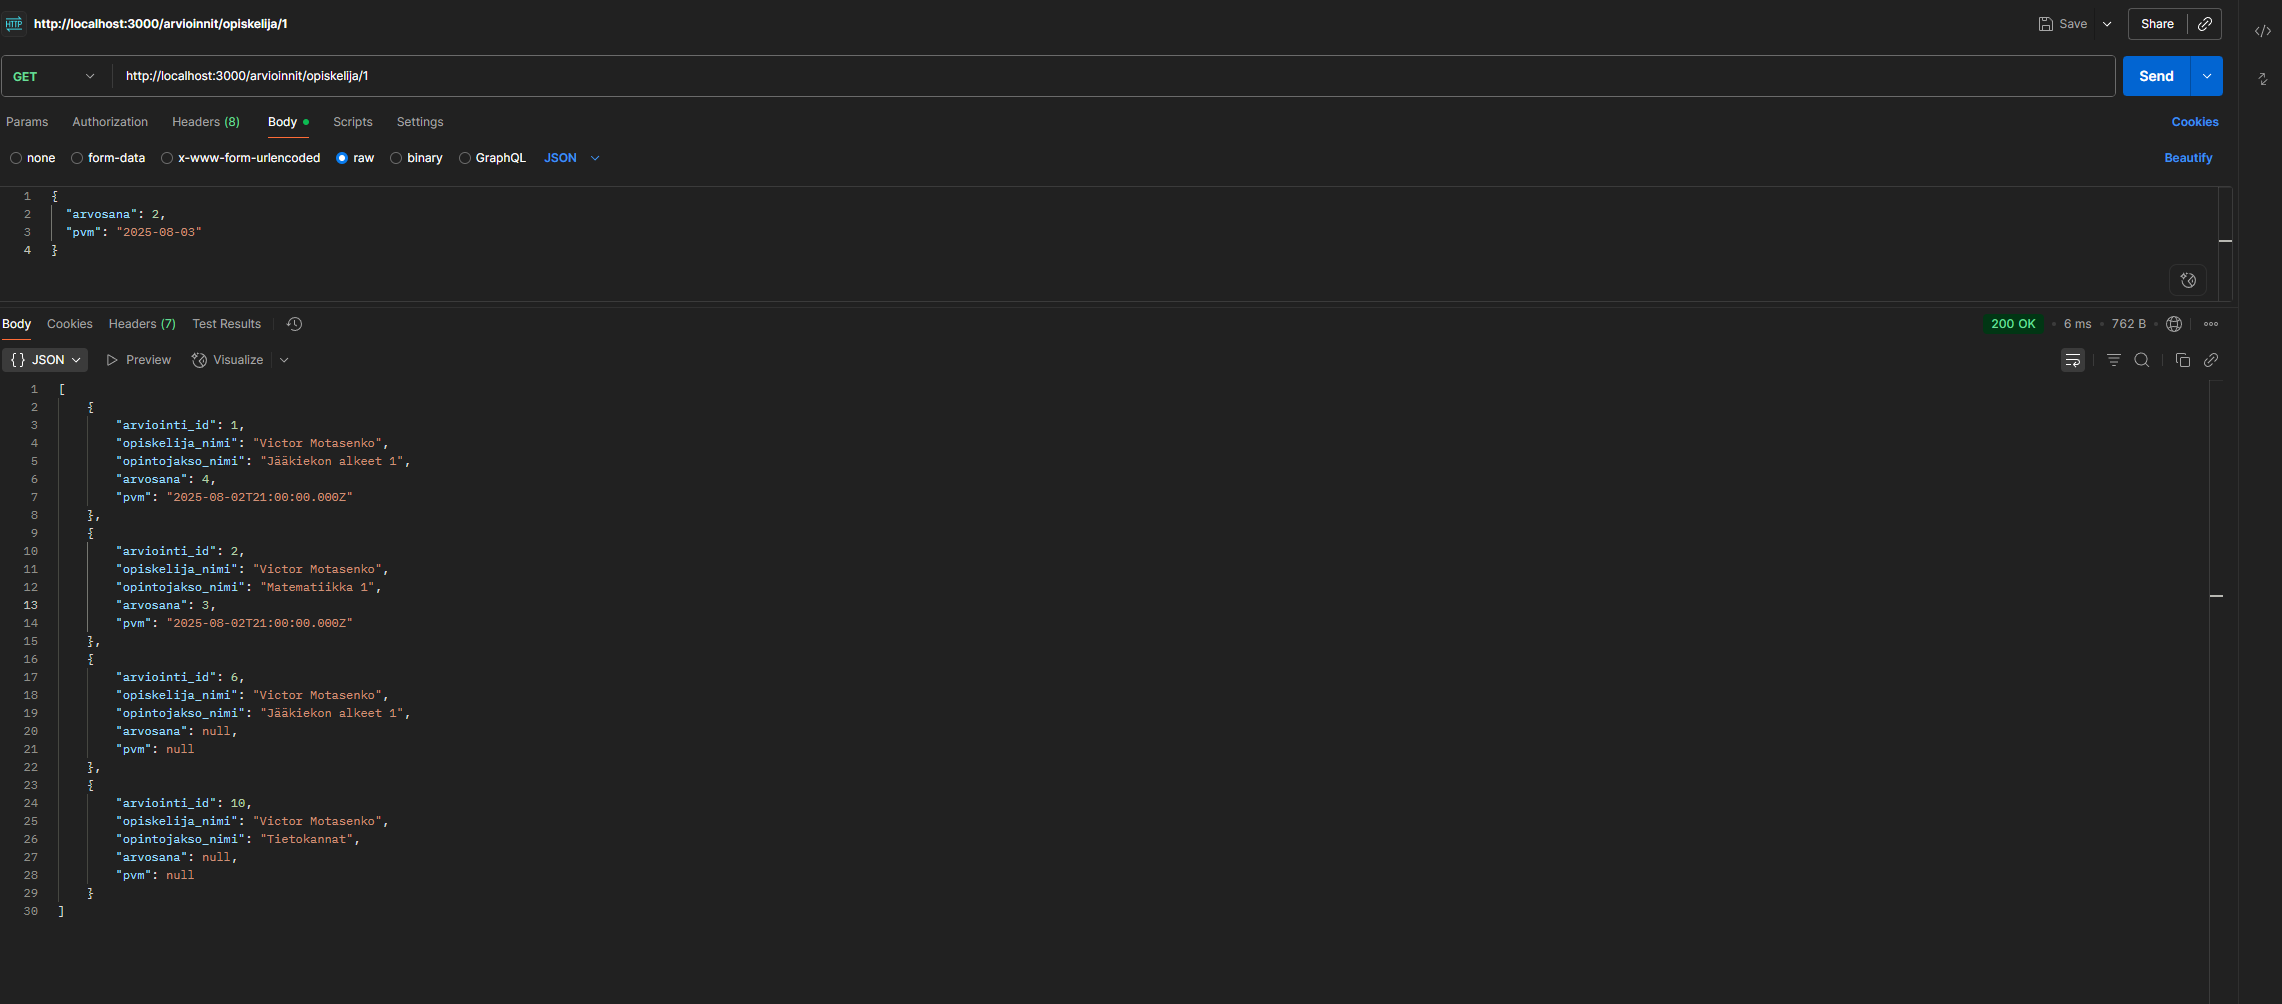 HTTP http://localhost:3000/arvioinnit/opiskelija/1 Save Share
GET http://localhost:3000/arvioinnit/opiskelija/1 Send
Params Authorization Headers (8) Body Scripts Settings Cookies
none form-data x-www-form-urlencoded raw binary GraphQL JSON Beautify
1 {
2 "arvosana": 2,
3 "pvm": "2025-08-03"
4 }
Body Cookies Headers (7) Test Results 200 OK • 6 ms • 762 B
{} JSON Preview Visualize
1 [
2 {
3 "arviointi_id": 1,
4 "opiskelija_nimi": "Victor Motasenko",
5 "opintojakso_nimi": "Jääkiekon alkeet 1",
6 "arvosana": 4,
7 "pvm": "2025-08-02T21:00:00.000Z"
8 },
9 {
10 "arviointi_id": 2,
11 "opiskelija_nimi": "Victor Motasenko",
12 "opintojakso_nimi": "Matematiikka 1",
13 "arvosana": 3,
14 "pvm": "2025-08-02T21:00:00.000Z"
15 },
16 {
17 "arviointi_id": 6,
18 "opiskelija_nimi": "Victor Motasenko",
19 "opintojakso_nimi": "Jääkiekon alkeet 1",
20 "arvosana": null,
21 "pvm": null
22 },
23 {
24 "arviointi_id": 10,
25 "opiskelija_nimi": "Victor Motasenko",
26 "opintojakso_nimi": "Tietokannat",
27 "arvosana": null,
28 "pvm": null
29 }
30 ]